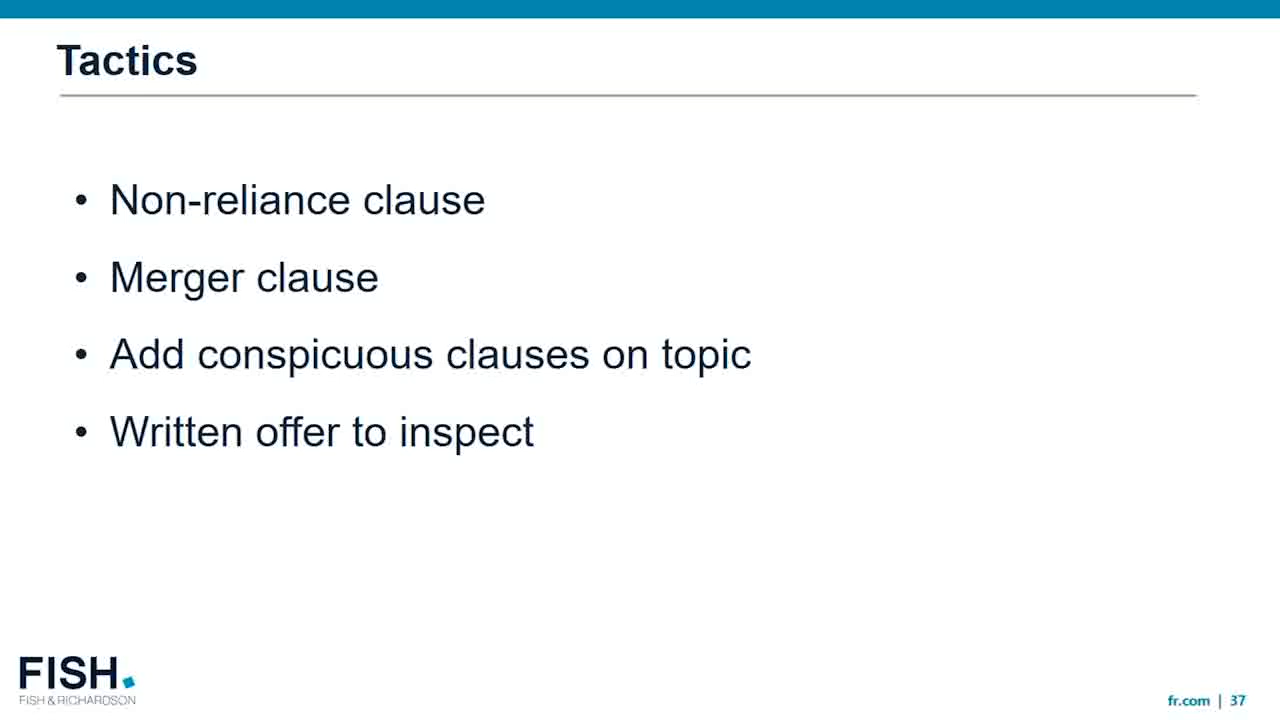 Tactics
• Non-reliance clause
• Merger clause
• Add conspicuous clauses on topic
• Written offer to inspect
FISH.
FISH & RICHARDSON
fr.com | 37